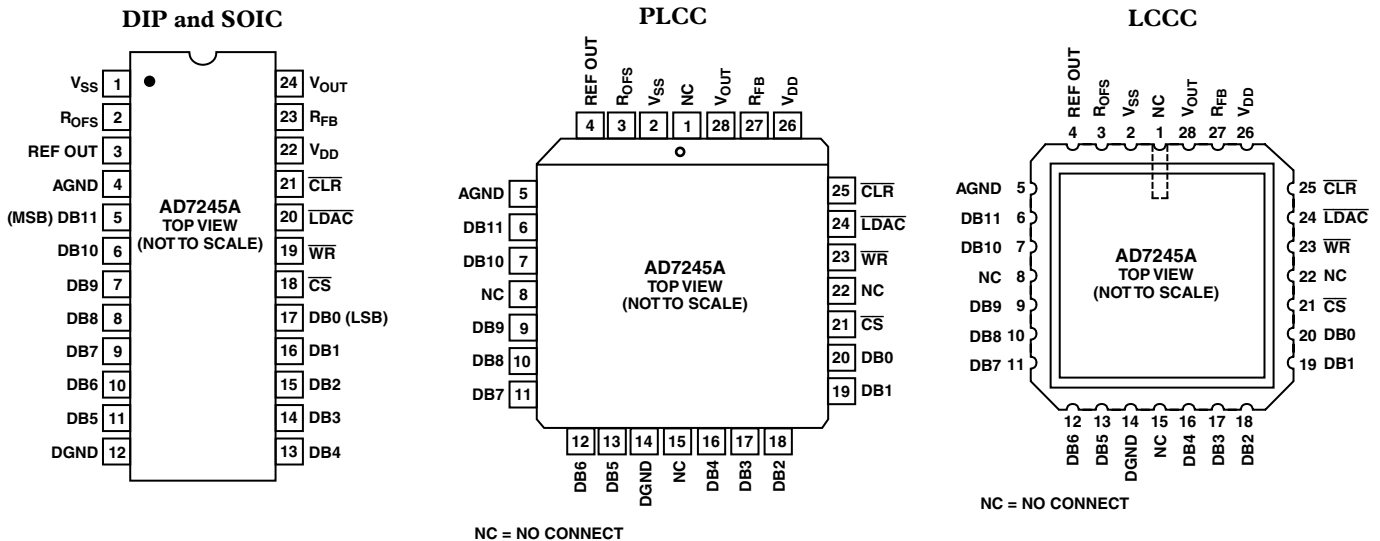 DIP and SOIC
VSS 1
ROFS 2
REF OUT 3
AGND 4
(MSB) DB11 5
DB10 6
DB9 7
DB8 8
DB7 9
DB6 10
DB5 11
DGND 12
AD7245A
TOP VIEW
(NOT TO SCALE)
24 VOUT
23 RFB
22 VDD
21 CLR
20 LDAC
19 WR
18 CS
17 DB0 (LSB)
16 DB1
15 DB2
14 DB3
13 DB4
PLCC
REF OUT ROFS VSS NC VOUT RFB VDD
4 3 2 1 28 27 26
AGND 5
DB11 6
DB10 7
NC 8
DB9 9
DB8 10
DB7 11
AD7245A
TOP VIEW
(NOT TO SCALE)
25 CLR
24 LDAC
23 WR
22 NC
21 CS
20 DB0
19 DB1
12 13 14 15 16 17 18
DB6 DB5 DGND NC DB4 DB3 DB2
NC = NO CONNECT
LCCC
REF OUT ROFS VSS NC VOUT RFB VDD
4 3 2 1 28 27 26
AGND 5
DB11 6
DB10 7
NC 8
DB9 9
DB8 10
DB7 11
AD7245A
TOP VIEW
(NOT TO SCALE)
25 CLR
24 LDAC
23 WR
22 NC
21 CS
20 DB0
19 DB1
12 13 14 15 16 17 18
DB6 DB5 DGND NC DB4 DB3 DB2
NC = NO CONNECT